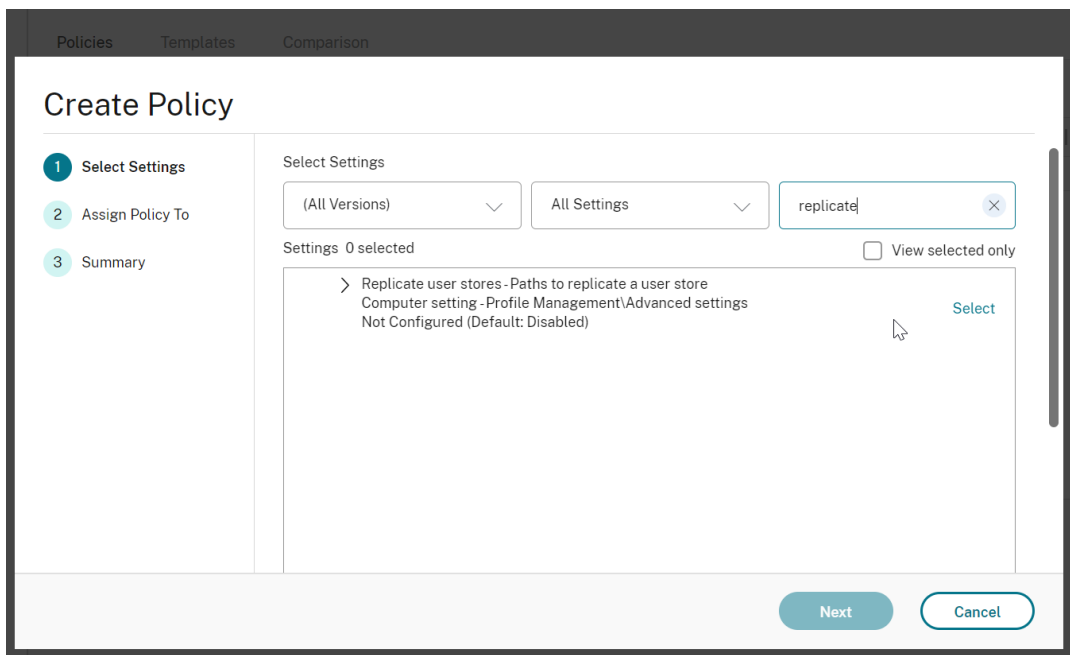 Policies Templates Comparison
Create Policy
1 Select Settings
2 Assign Policy To
3 Summary
Select Settings
(All Versions) All Settings replicate
Settings 0 selected
View selected only
Replicate user stores - Paths to replicate a user store
Computer setting - Profile Management\Advanced settings
Not Configured (Default: Disabled)
Select
Next Cancel